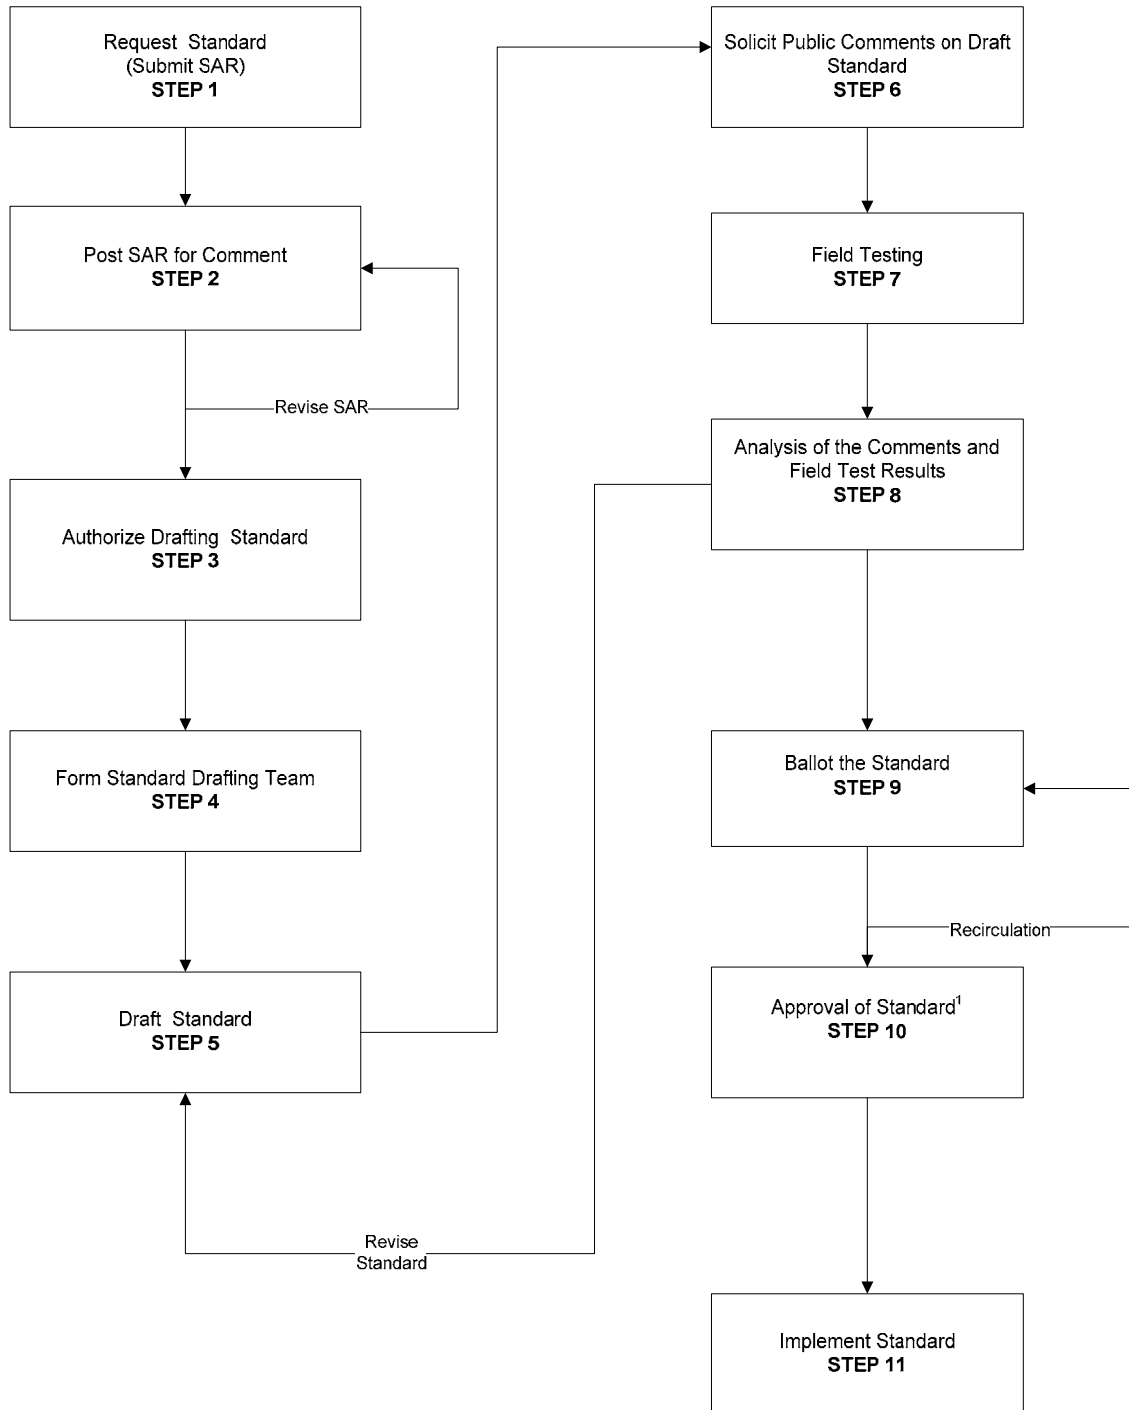 Request Standard
(Submit SAR)
STEP 1
Post SAR for Comment
STEP 2
Revise SAR
Authorize Drafting Standard
STEP 3
Form Standard Drafting Team
STEP 4
Draft Standard
STEP 5
Revise
Standard
Solicit Public Comments on Draft
Standard
STEP 6
Field Testing
STEP 7
Analysis of the Comments and
Field Test Results
STEP 8
Ballot the Standard
STEP 9
Recirculation
Approval of Standard¹
STEP 10
Implement Standard
STEP 11